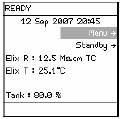 READY
12 Sep 2007 20:45
Menu →
Standby →
Elix R : 12.5 MΩ.cm TC
Elix T : 25.1°C
Tank : 80.0 %